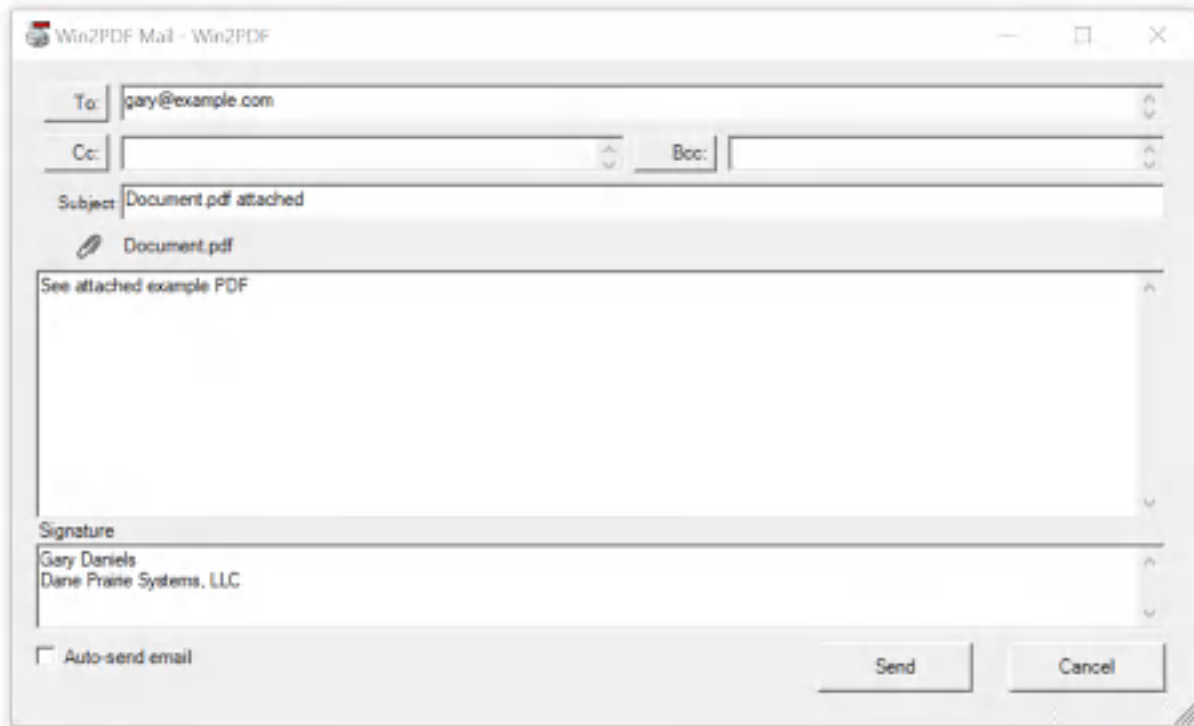 Win2PDF Mail - Win2PDF
To: gary@example.com
Cc: Bcc:
Subject Document.pdf attached
Document.pdf
See attached example PDF
Signature
Gary Daniels
Dane Prairie Systems, LLC
Auto-send email Send Cancel